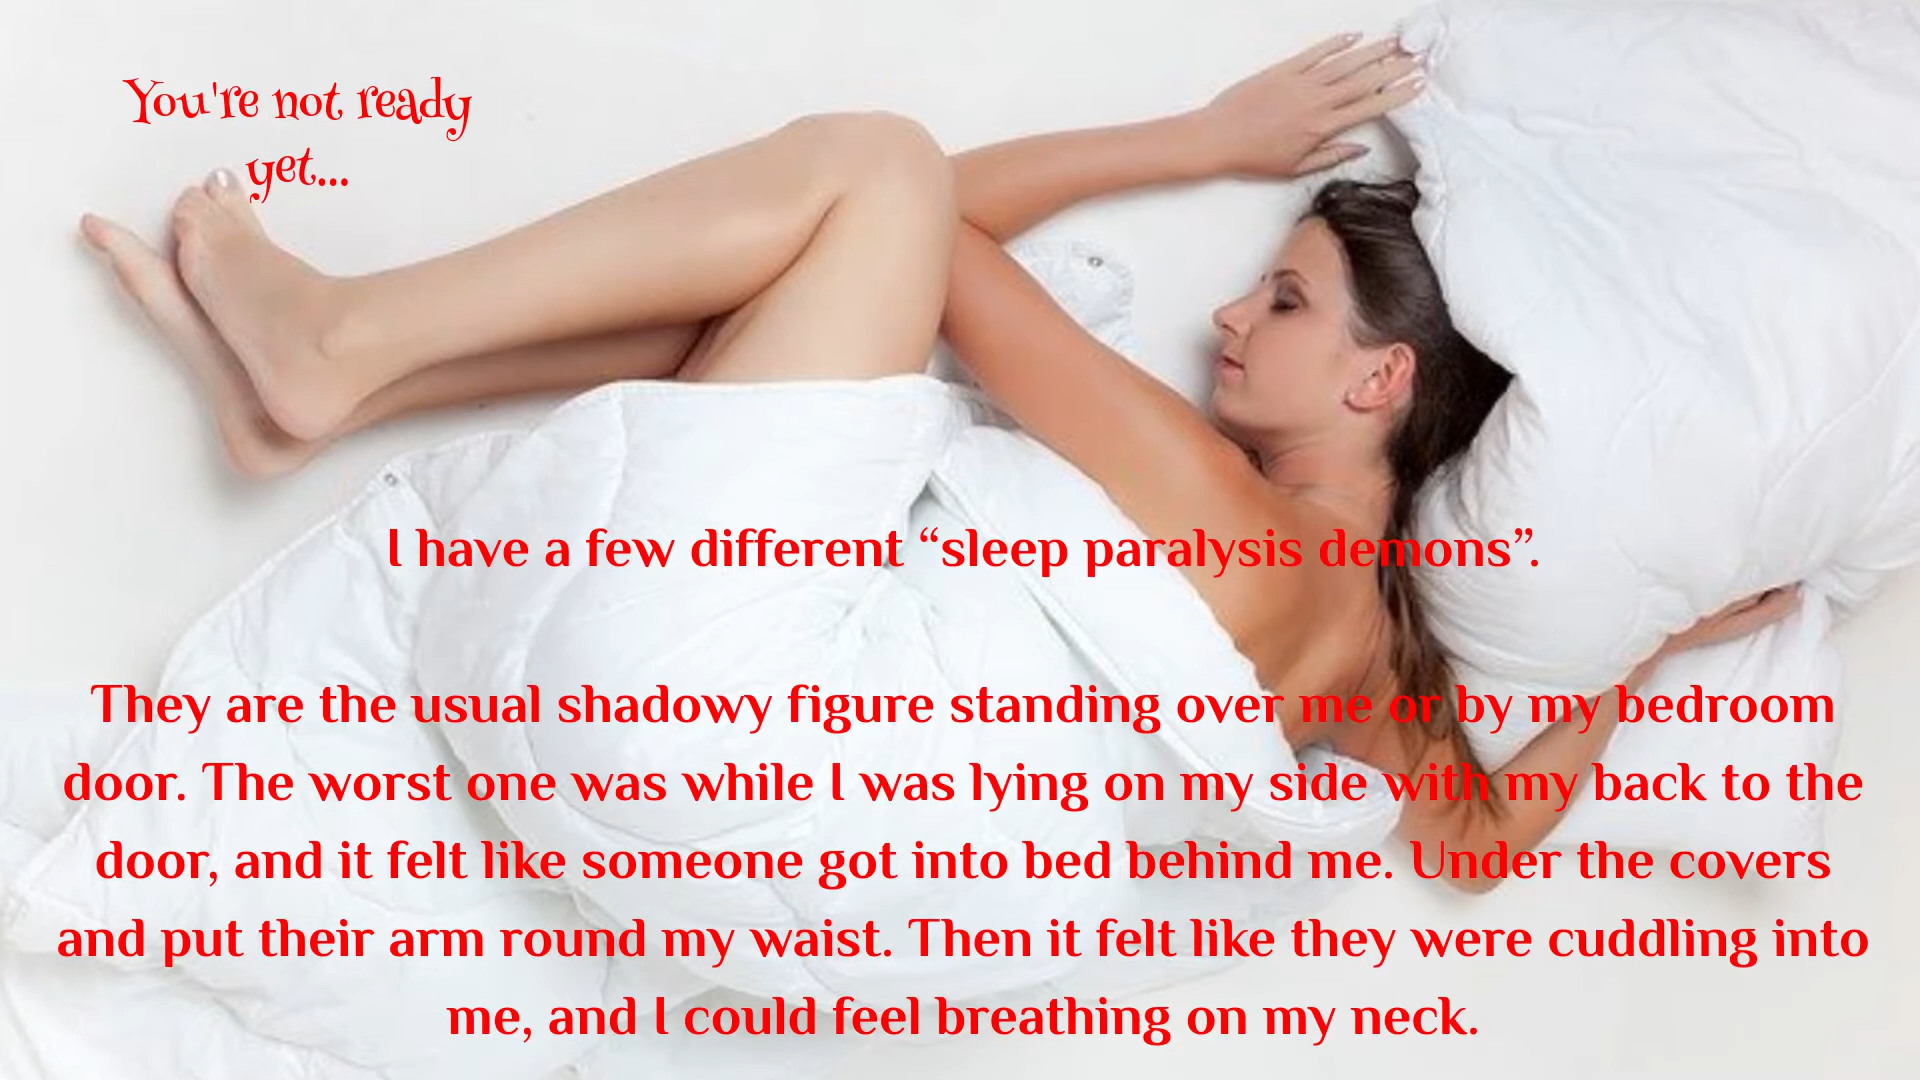 You're not ready
yet...
I have a few different “sleep paralysis demons”.
They are the usual shadowy figure standing over me or by my bedroom
door. The worst one was while I was lying on my side with my back to the
door, and it felt like someone got into bed behind me. Under the covers
and put their arm round my waist. Then it felt like they were cuddling into
me, and I could feel breathing on my neck.